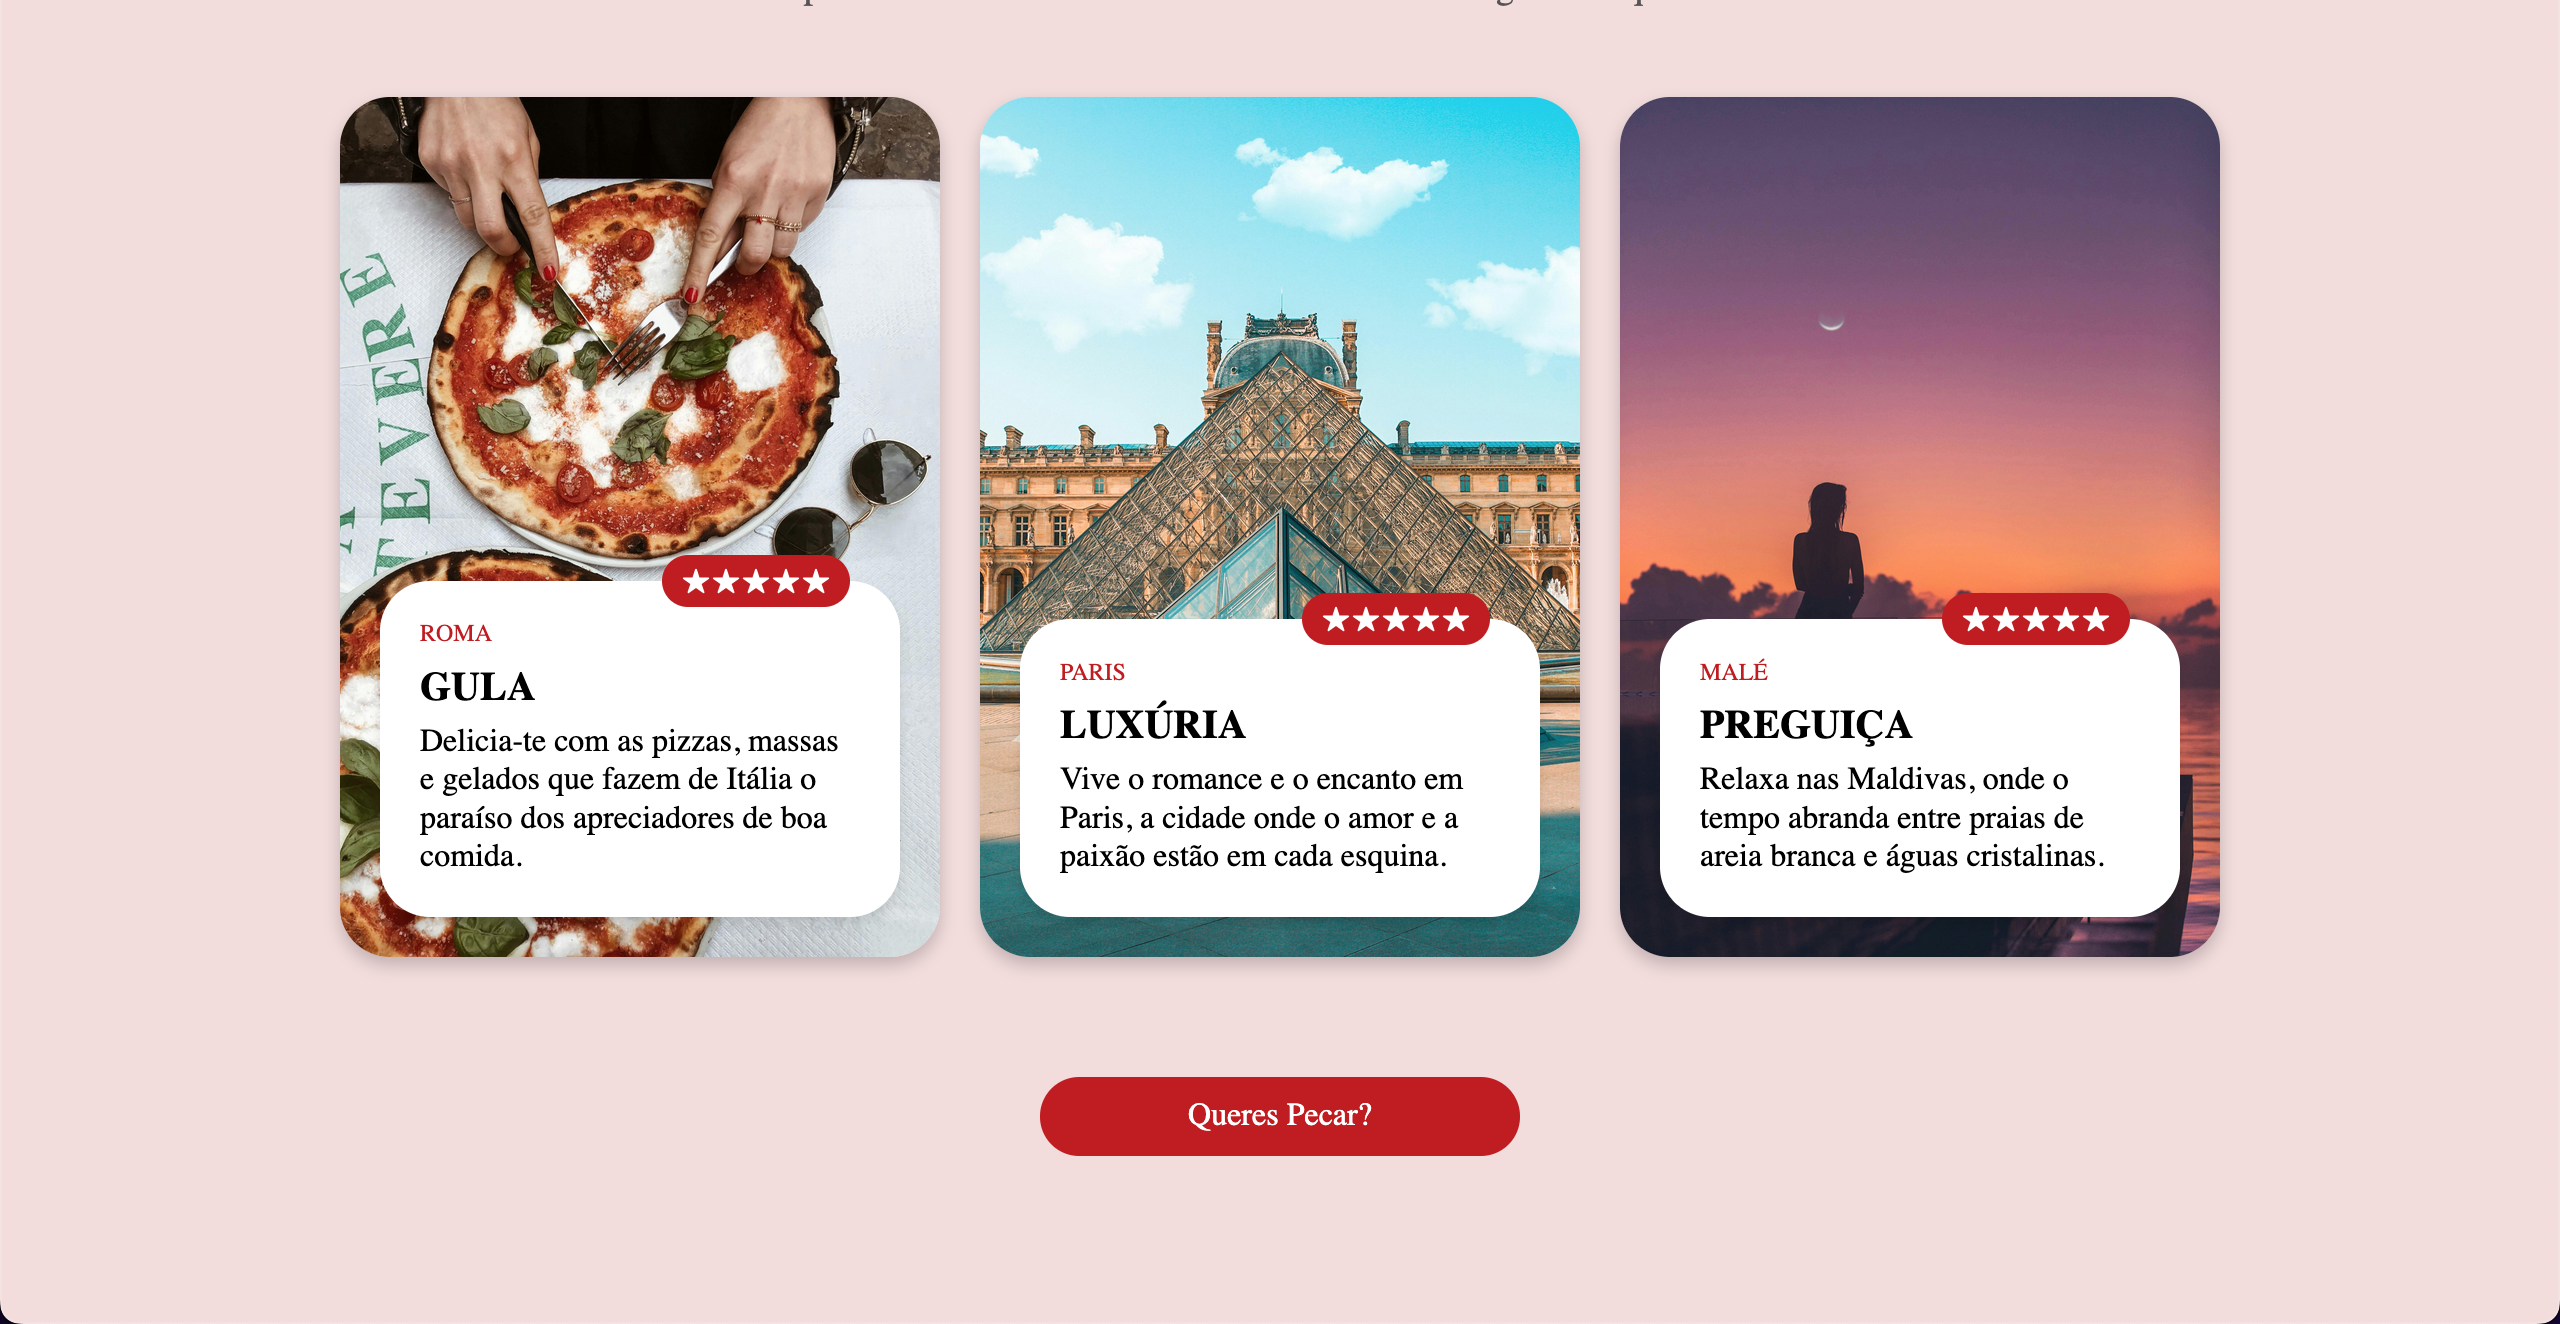 TEVERE
ROMA
GULA
Delicia-te com as pizzas, massas
e gelados que fazem de Itália o
paraíso dos apreciadores de boa
comida.
PARIS
LUXÚRIA
Vive o romance e o encanto em
Paris, a cidade onde o amor e a
paixão estão em cada esquina.
MALÉ
PREGUIÇA
Relaxa nas Maldivas, onde o
tempo abranda entre praias de
areia branca e águas cristalinas.
Queres Pecar?